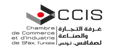 CCIS
Chambre
de Commerce
et d'Industrie
de Sfax, Tunisie
غرفة التجارة
والصناعة
لصفاقس، تونس